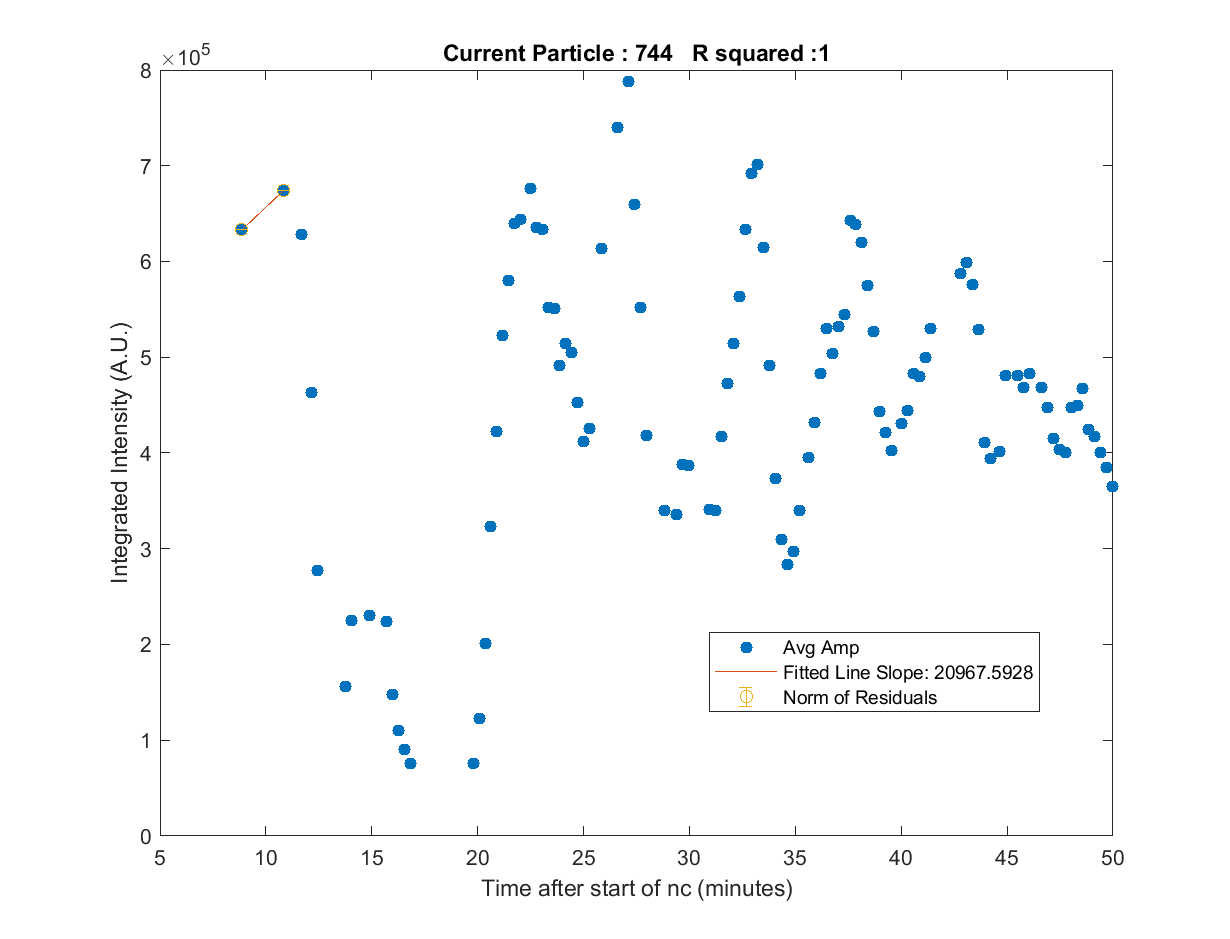 Current Particle : 744 R squared :1
×10^5
8
7
6
5
4
3
2
1
0
Integrated Intensity (A.U.)
Avg Amp
Fitted Line Slope: 20967.5928
Norm of Residuals
5 10 15 20 25 30 35 40 45 50
Time after start of nc (minutes)